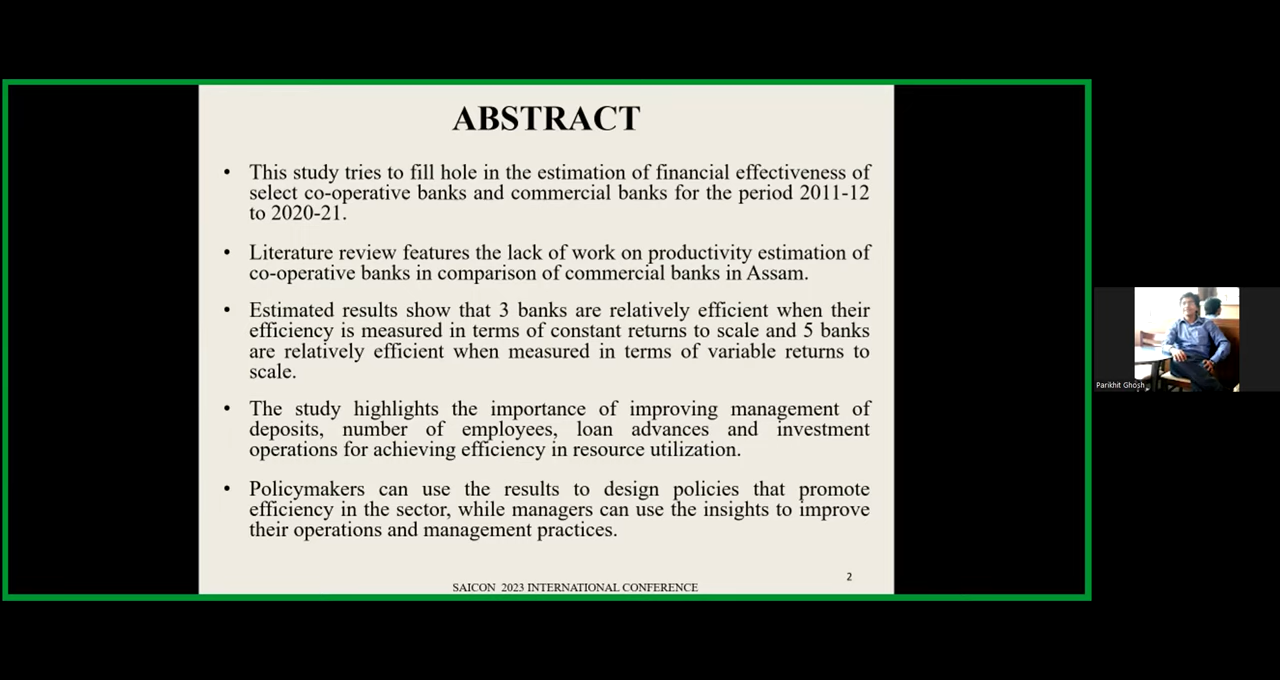 ABSTRACT
• This study tries to fill hole in the estimation of financial effectiveness of
select co-operative banks and commercial banks for the period 2011-12
to 2020-21.
• Literature review features the lack of work on productivity estimation of
co-operative banks in comparison of commercial banks in Assam.
• Estimated results show that 3 banks are relatively efficient when their
efficiency is measured in terms of constant returns to scale and 5 banks
are relatively efficient when measured in terms of variable returns to
scale.
• The study highlights the importance of improving management of
deposits, number of employees, loan advances and investment
operations for achieving efficiency in resource utilization.
• Policymakers can use the results to design policies that promote
efficiency in the sector, while managers can use the insights to improve
their operations and management practices.
2
SAICON 2023 INTERNATIONAL CONFERENCE
Parikhit Ghosh